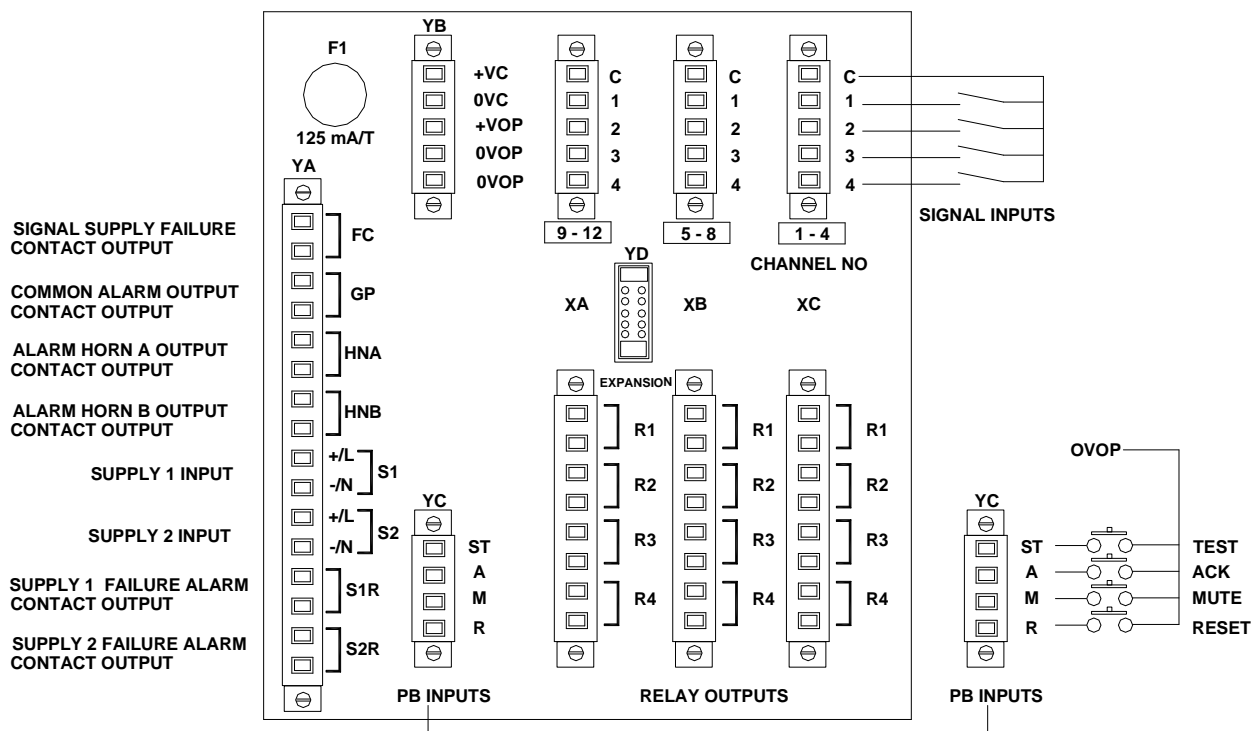 YB
F1
125 mA/T
+VC
0VC
+VOP
0VOP
0VOP
C
1
2
3
4
9 - 12
C
1
2
3
4
5 - 8
C
1
2
3
4
1 - 4
CHANNEL NO
SIGNAL INPUTS
YA
SIGNAL SUPPLY FAILURE
CONTACT OUTPUT
FC
COMMON ALARM OUTPUT
CONTACT OUTPUT
GP
ALARM HORN A OUTPUT
CONTACT OUTPUT
HNA
ALARM HORN B OUTPUT
CONTACT OUTPUT
HNB
SUPPLY 1 INPUT
+/L
-/N
S1
SUPPLY 2 INPUT
+/L
-/N
S2
SUPPLY 1 FAILURE ALARM
CONTACT OUTPUT
S1R
SUPPLY 2 FAILURE ALARM
CONTACT OUTPUT
S2R
YD
XA
XB
XC
EXPANSION
R1
R2
R3
R4
R1
R2
R3
R4
R1
R2
R3
R4
RELAY OUTPUTS
YC
ST
A
M
R
PB INPUTS
OVOP
YC
ST
A
M
R
TEST
ACK
MUTE
RESET
PB INPUTS